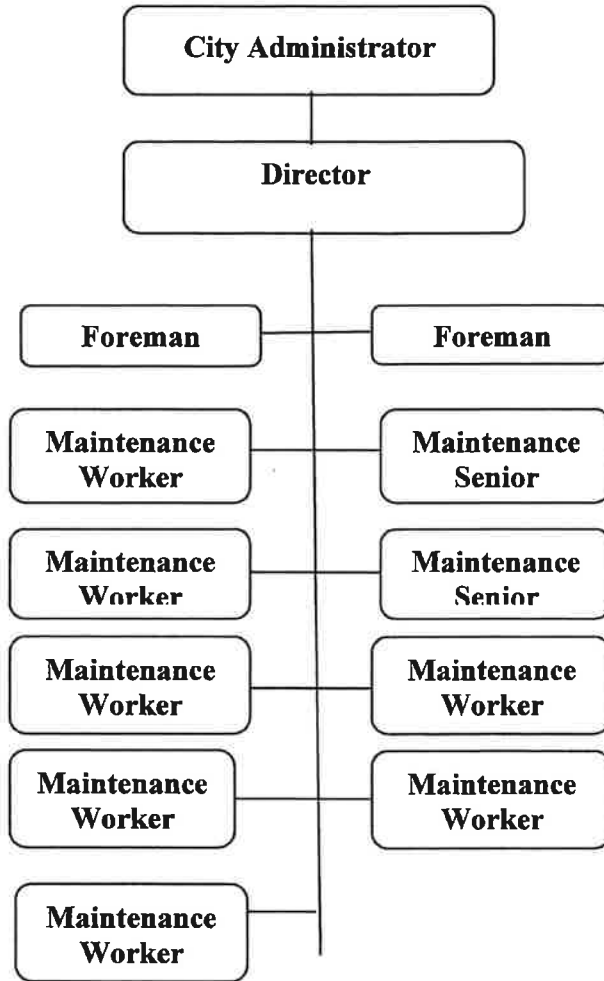 City Administrator
Director
Foreman
Foreman
Maintenance
Worker
Maintenance
Senior
Maintenance
Worker
Maintenance
Senior
Maintenance
Worker
Maintenance
Worker
Maintenance
Worker
Maintenance
Worker
Maintenance
Worker